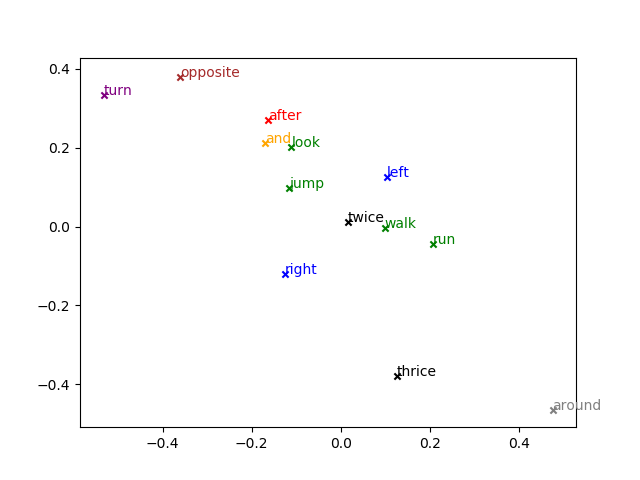 0.4
0.2
0.0
−0.2
−0.4
−0.4
−0.2
0.0
0.2
0.4
opposite
turn
after
and
look
left
jump
twice
walk
run
right
thrice
around